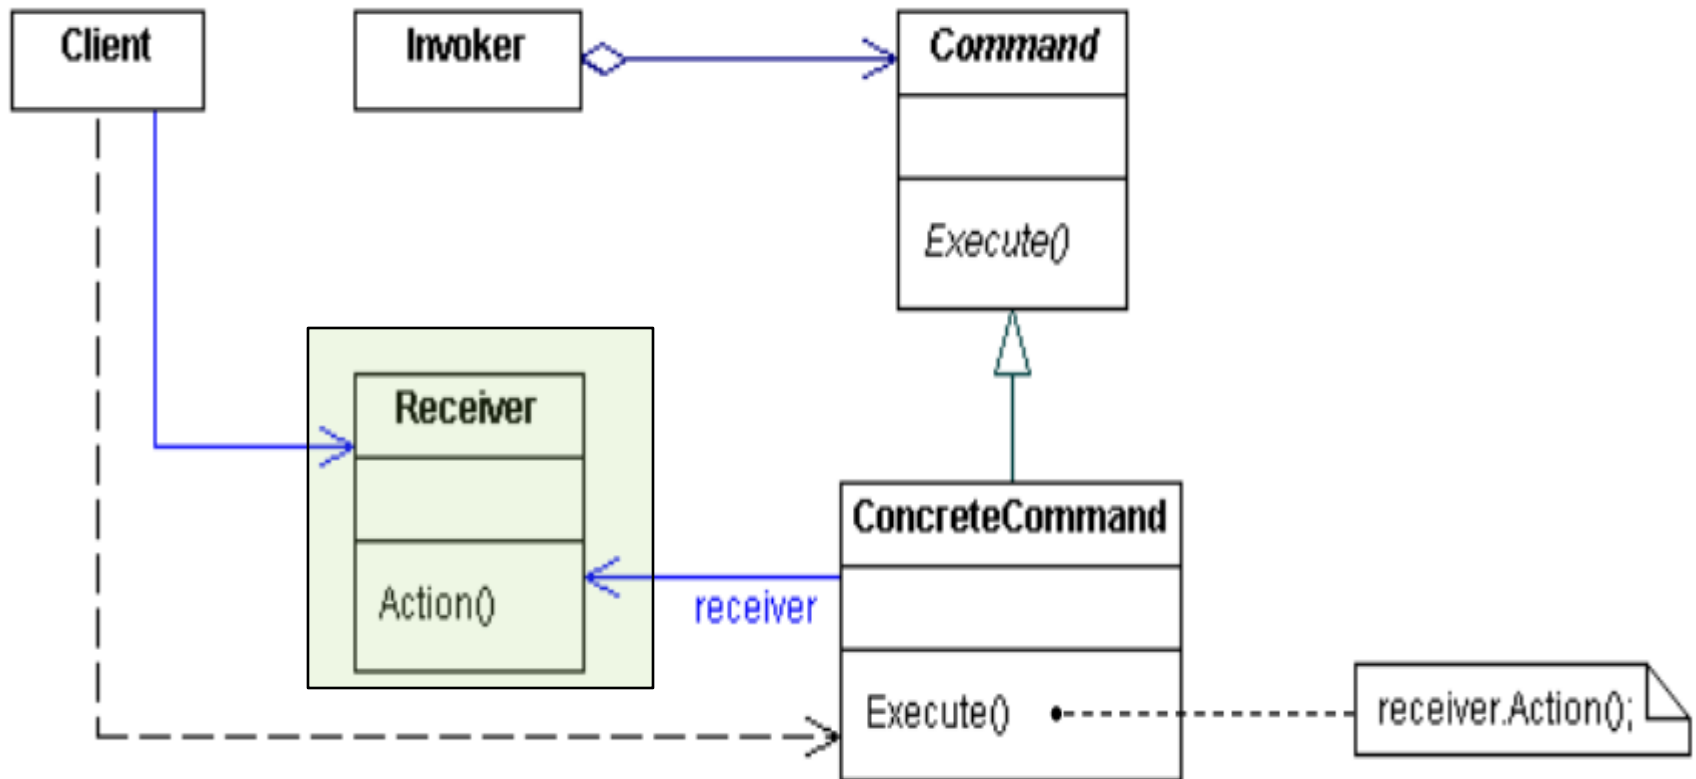 Client
Invoker
Command
Execute()
Receiver
Action()
receiver
ConcreteCommand
Execute()
receiver.Action();